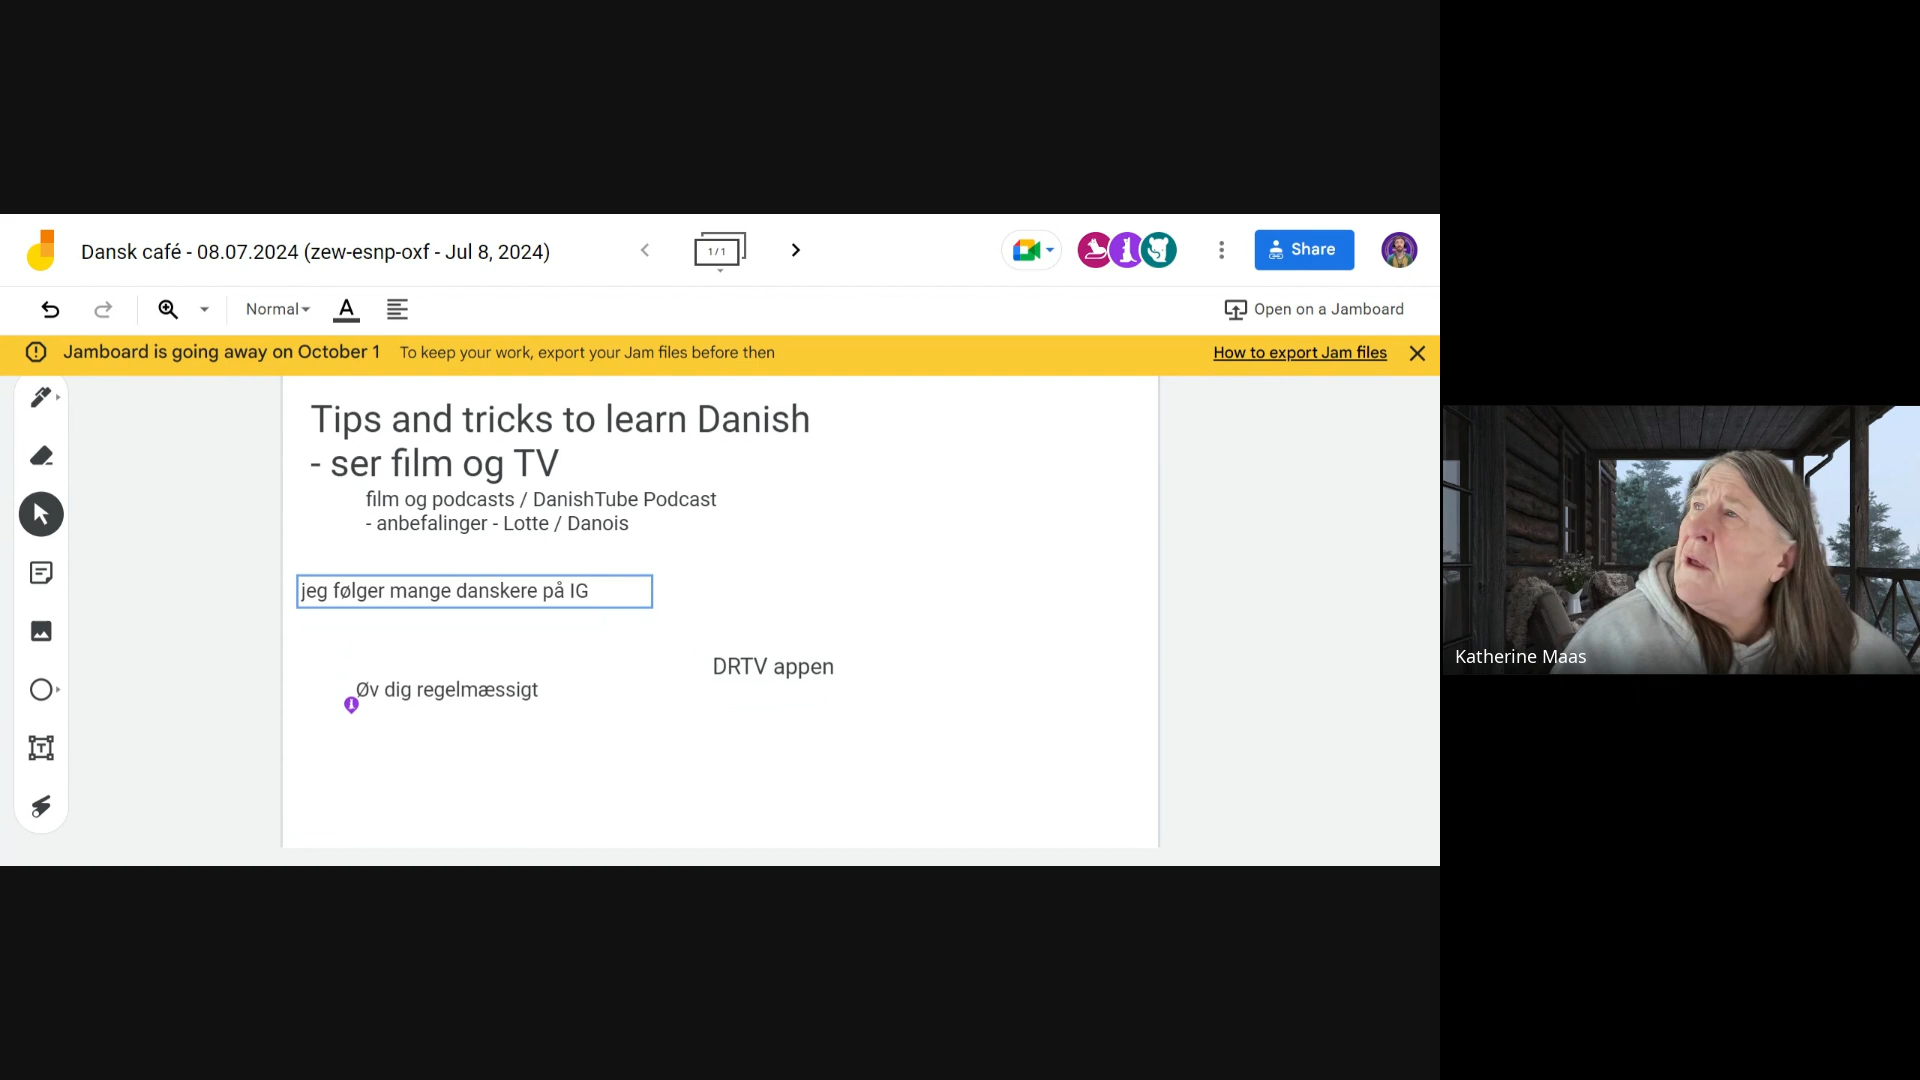 Dansk café - 08.07.2024 (zew-esnp-oxf - Jul 8, 2024)
1 / 1
Share
Normal
A
Open on a Jamboard
Jamboard is going away on October 1 To keep your work, export your Jam files before then
How to export Jam files
Tips and tricks to learn Danish
- ser film og TV
film og podcasts / DanishTube Podcast
- anbefalinger - Lotte / Danois
jeg følger mange danskere på IG
DRTV appen
Øv dig regelmæssigt
Katherine Maas